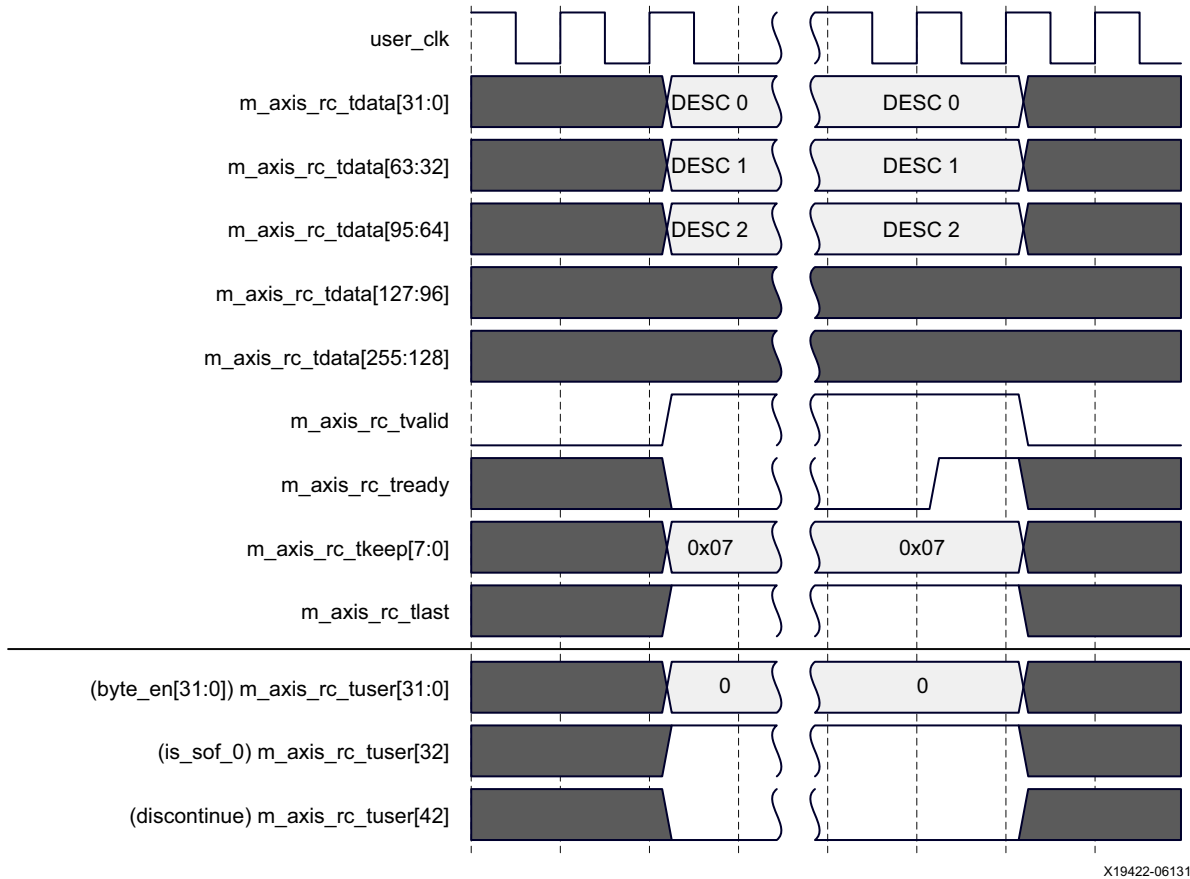 user_clk
m_axis_rc_tdata[31:0] DESC 0 DESC 0
m_axis_rc_tdata[63:32] DESC 1 DESC 1
m_axis_rc_tdata[95:64] DESC 2 DESC 2
m_axis_rc_tdata[127:96]
m_axis_rc_tdata[255:128]
m_axis_rc_tvalid
m_axis_rc_tready
m_axis_rc_tkeep[7:0] 0x07 0x07
m_axis_rc_tlast
(byte_en[31:0]) m_axis_rc_tuser[31:0] 0 0
(is_sof_0) m_axis_rc_tuser[32]
(discontinue) m_axis_rc_tuser[42]
X19422-06131